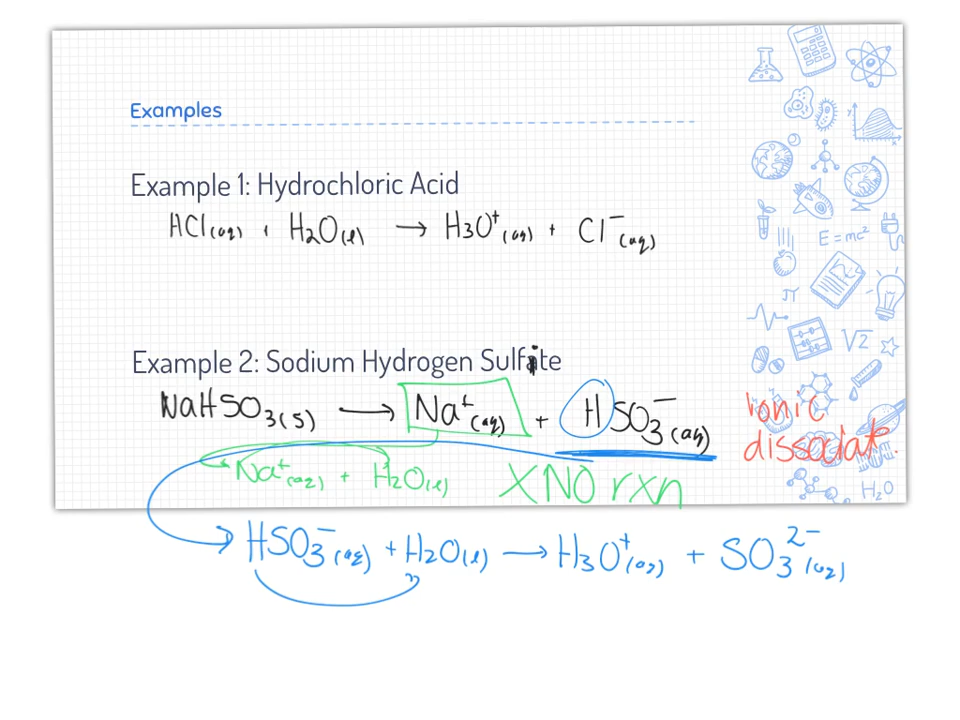 Examples
Example 1: Hydrochloric Acid
HCl(aq) + H₂O(l) → H₃O⁺(aq) + Cl⁻(aq)
Example 2: Sodium Hydrogen Sulfite
NaHSO₃(s) → Na⁺(aq) + HSO₃⁻(aq)
Ionic
dissociat.
Na⁺(aq) + H₂O(l) X NO rxn
HSO₃⁻(aq) + H₂O(l) → H₃O⁺(aq) + SO₃²⁻(aq)
E=mc²
π
√2
H₂O
y
x